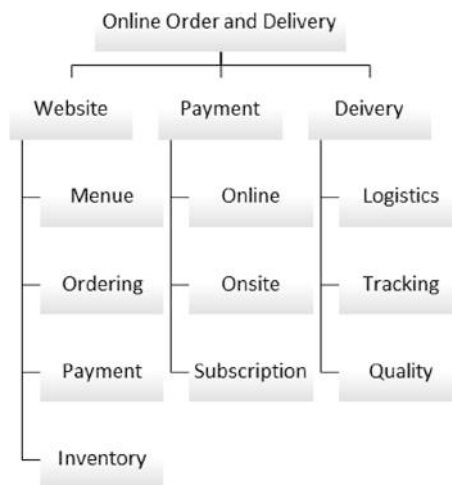 Online Order and Delivery
Website
Payment
Deivery
Menue
Online
Logistics
Ordering
Onsite
Tracking
Payment
Subscription
Quality
Inventory